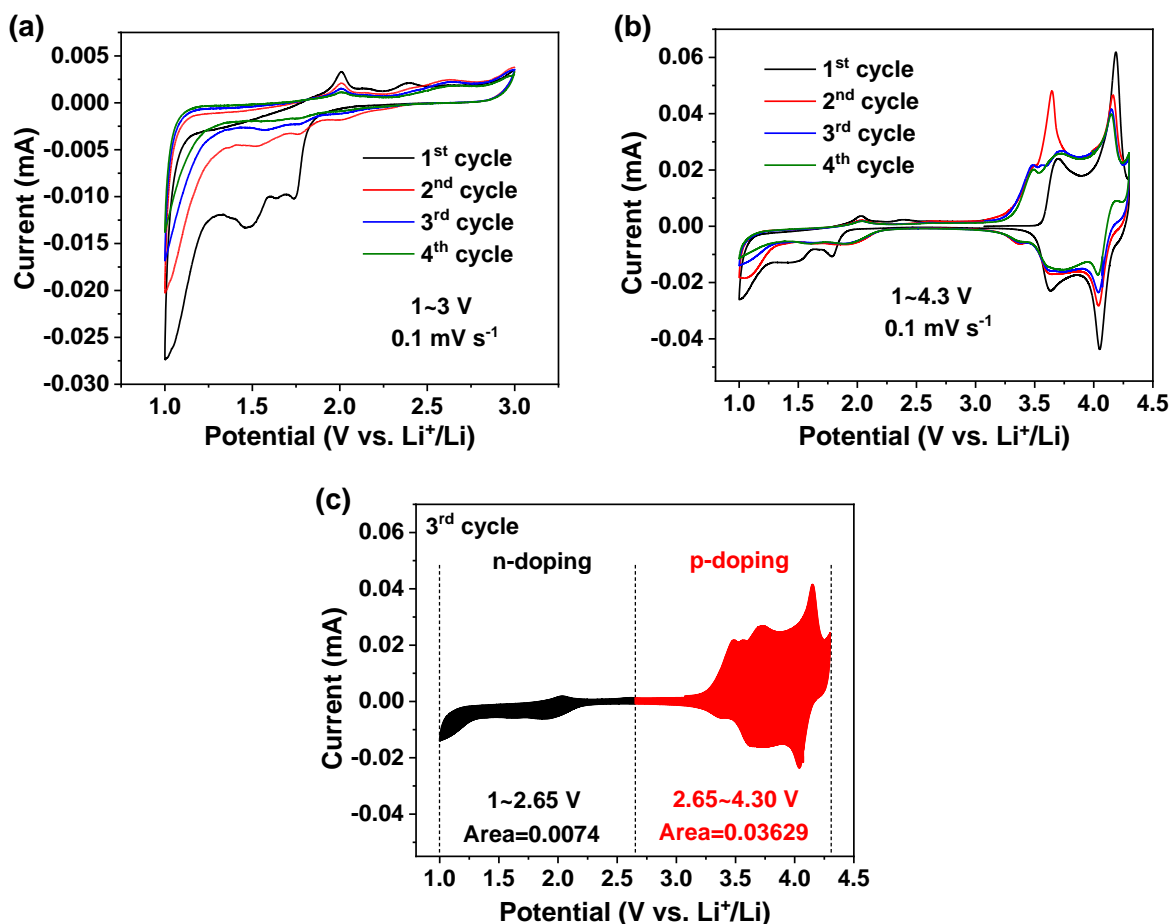 (a)
0.005
0.000
-0.005
-0.010
-0.015
-0.020
-0.025
-0.030
Current (mA)
1st cycle
2nd cycle
3rd cycle
4th cycle
1~3 V
0.1 mV s-1
1.0 1.5 2.0 2.5 3.0
Potential (V vs. Li+/Li)
(b)
0.06
0.04
0.02
0.00
-0.02
-0.04
Current (mA)
1st cycle
2nd cycle
3rd cycle
4th cycle
1~4.3 V
0.1 mV s-1
1.0 1.5 2.0 2.5 3.0 3.5 4.0 4.5
Potential (V vs. Li+/Li)
(c)
0.06
0.04
0.02
0.00
-0.02
-0.04
Current (mA)
3rd cycle
n-doping p-doping
1~2.65 V 2.65~4.30 V
Area=0.0074 Area=0.03629
1.0 1.5 2.0 2.5 3.0 3.5 4.0 4.5
Potential (V vs. Li+/Li)